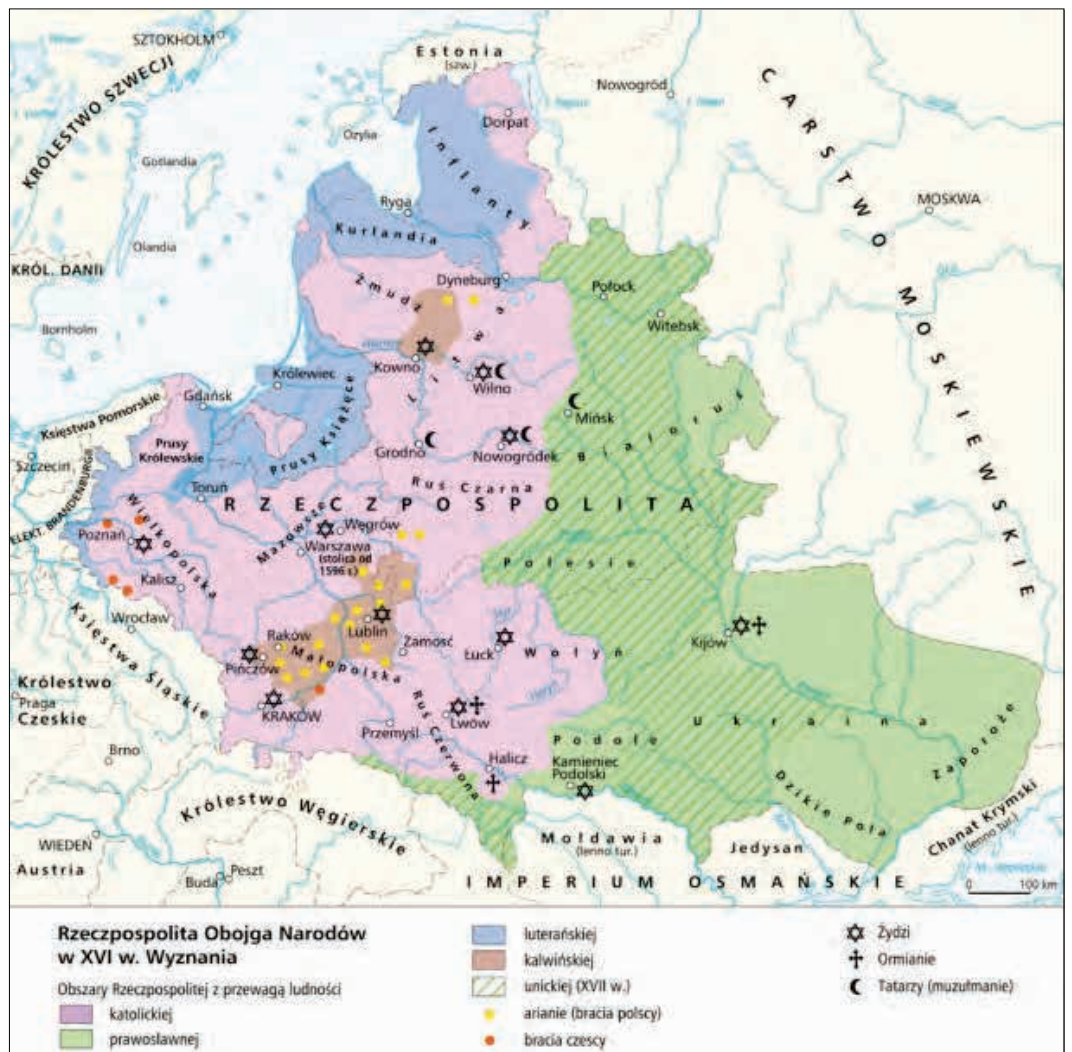 SZTOKHOLM
KRÓLESTWO SZWECJI
Estonia
(szw.)
Nowogród
CARSTWO MOSKIEWSKIE
Dorpat
Ozylia
Inflanty
Gotlandia
Ryga
MOSKWA
Kurlandia
Olandia
KRÓL. DANII
Żmudź
Dyneburg
Połock
Witebsk
Bornholm
Litwa
Kowno
Wilno
Królewiec
Gdańsk
Mińsk
Księstwa Pomorskie
Prusy
Królewskie
Prusy Książęce
Grodno
Nowogródek
Białoruś
Szczecin
Ruś Czarna
ELEKT. BRANDENBURGII
Toruń
RZECZPOSPOLITA
Wielkopolska
Mazowsze
Węgrów
Poznań
Warszawa
(stolica od
1596 r.)
Polesie
Kalisz
Wrocław
Lublin
Kijów
Księstwa Śląskie
Raków
Zamość
Łuck
Wołyń
Małopolska
Pińczów
Królestwo
Praga
Czeskie
KRAKÓW
Lwów
Ukraina
Przemyśl
Ruś Czerwona
Zaporoże
Brno
Halicz
Podole
Kamieniec
Podolski
Dzikie Pola
Królestwo Węgierskie
Chanat Krymski
(lenno tur.)
WIEDEŃ
Mołdawia
(lenno tur.)
Jedysan
Austria
Buda
Peszt
IMPERIUM OSMAŃSKIE
0 100 km
Rzeczpospolita Obojga Narodów
w XVI w. Wyznania
Obszary Rzeczpospolitej z przewagą ludności
katolickiej
prawosławnej
luterańskiej
kalwińskiej
unickiej (XVII w.)
arianie (bracia polscy)
bracia czescy
Żydzi
Ormianie
Tatarzy (muzułmanie)